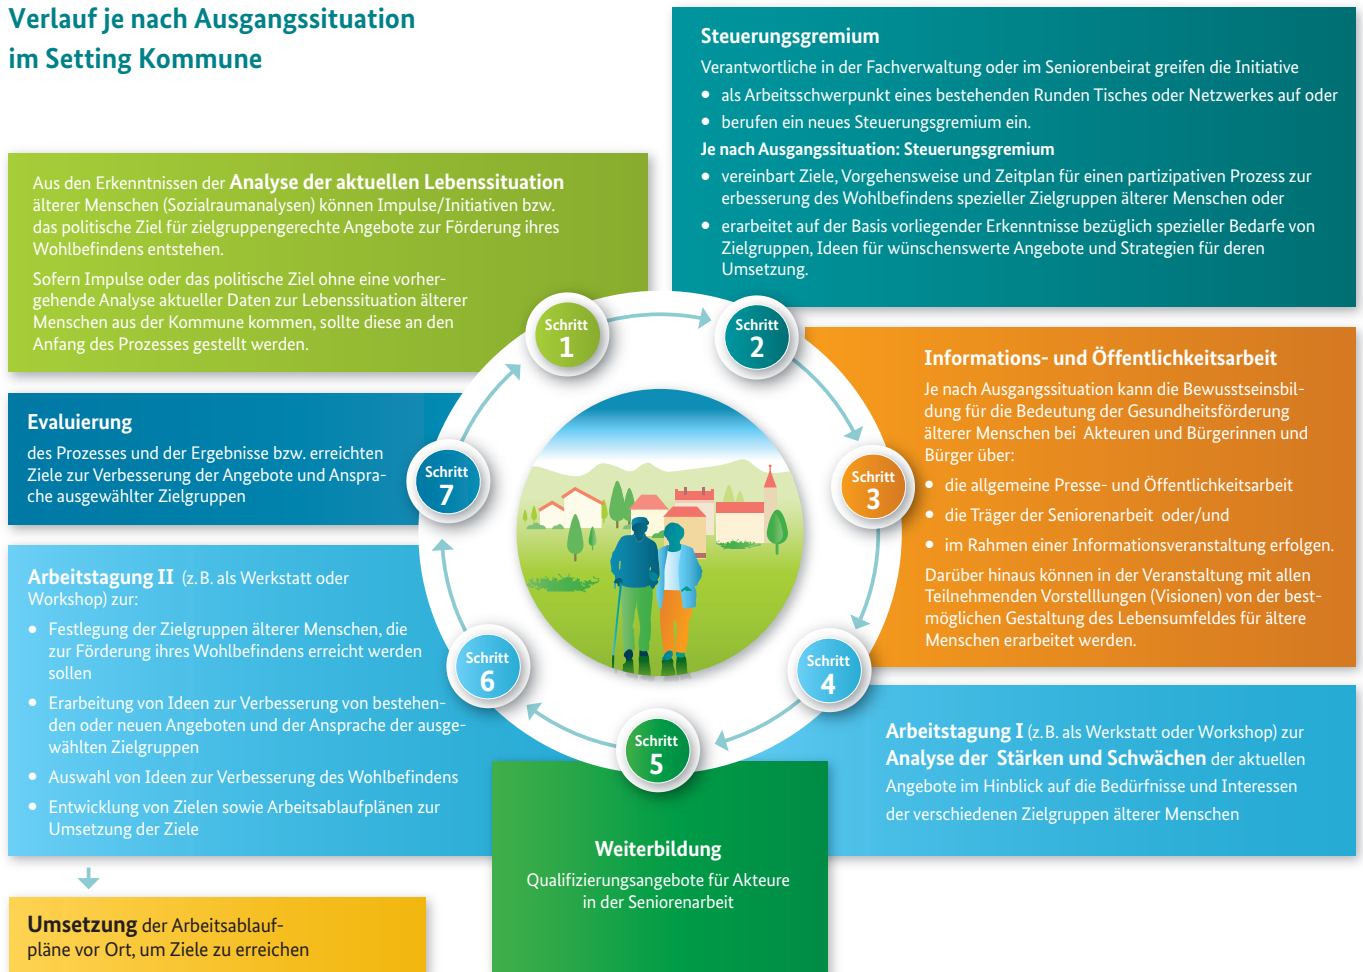 Verlauf je nach Ausgangssituation
im Setting Kommune
Aus den Erkenntnissen der Analyse der aktuellen Lebenssituation
älterer Menschen (Sozialraumanalysen) können Impulse/Initiativen bzw.
das politische Ziel für zielgruppengerechte Angebote zur Förderung ihres
Wohlbefindens entstehen.
Sofern Impulse oder das politische Ziel ohne eine vorher-
gehende Analyse aktueller Daten zur Lebenssituation älterer
Menschen aus der Kommune kommen, sollte diese an den
Anfang des Prozesses gestellt werden.
Schritt
1
Steuerungsgremium
Verantwortliche in der Fachverwaltung oder im Seniorenbeirat greifen die Initiative
• als Arbeitsschwerpunkt eines bestehenden Runden Tisches oder Netzwerkes auf oder
• berufen ein neues Steuerungsgremium ein.
Je nach Ausgangssituation: Steuerungsgremium
• vereinbart Ziele, Vorgehensweise und Zeitplan für einen partizipativen Prozess zur
erbesserung des Wohlbefindens spezieller Zielgruppen älterer Menschen oder
• erarbeitet auf der Basis vorliegender Erkenntnisse bezüglich spezieller Bedarfe von
Zielgruppen, Ideen für wünschenswerte Angebote und Strategien für deren
Umsetzung.
Schritt
2
Informations- und Öffentlichkeitsarbeit
Je nach Ausgangssituation kann die Bewusstseinsbil-
dung für die Bedeutung der Gesundheitsförderung
älterer Menschen bei Akteuren und Bürgerinnen und
Bürger über:
• die allgemeine Presse- und Öffentlichkeitsarbeit
• die Träger der Seniorenarbeit oder/und
• im Rahmen einer Informationsveranstaltung erfolgen.
Darüber hinaus können in der Veranstaltung mit allen
Teilnehmenden Vorstelllungen (Visionen) von der best-
möglichen Gestaltung des Lebensumfeldes für ältere
Menschen erarbeitet werden.
Schritt
3
Arbeitstagung I (z. B. als Werkstatt oder Workshop) zur
Analyse der Stärken und Schwächen der aktuellen
Angebote im Hinblick auf die Bedürfnisse und Interessen
der verschiedenen Zielgruppen älterer Menschen
Schritt
4
Schritt
5
Weiterbildung
Qualifizierungsangebote für Akteure
in der Seniorenarbeit
Schritt
6
Arbeitstagung II (z. B. als Werkstatt oder
Workshop) zur:
• Festlegung der Zielgruppen älterer Menschen, die
zur Förderung ihres Wohlbefindens erreicht werden
sollen
• Erarbeitung von Ideen zur Verbesserung von bestehen-
den oder neuen Angeboten und der Ansprache der ausge-
wählten Zielgruppen
• Auswahl von Ideen zur Verbesserung des Wohlbefindens
• Entwicklung von Zielen sowie Arbeitsablaufplänen zur
Umsetzung der Ziele
Umsetzung der Arbeitsablauf-
pläne vor Ort, um Ziele zu erreichen
Schritt
7
Evaluierung
des Prozesses und der Ergebnisse bzw. erreichten
Ziele zur Verbesserung der Angebote und Anspra-
che ausgewählter Zielgruppen